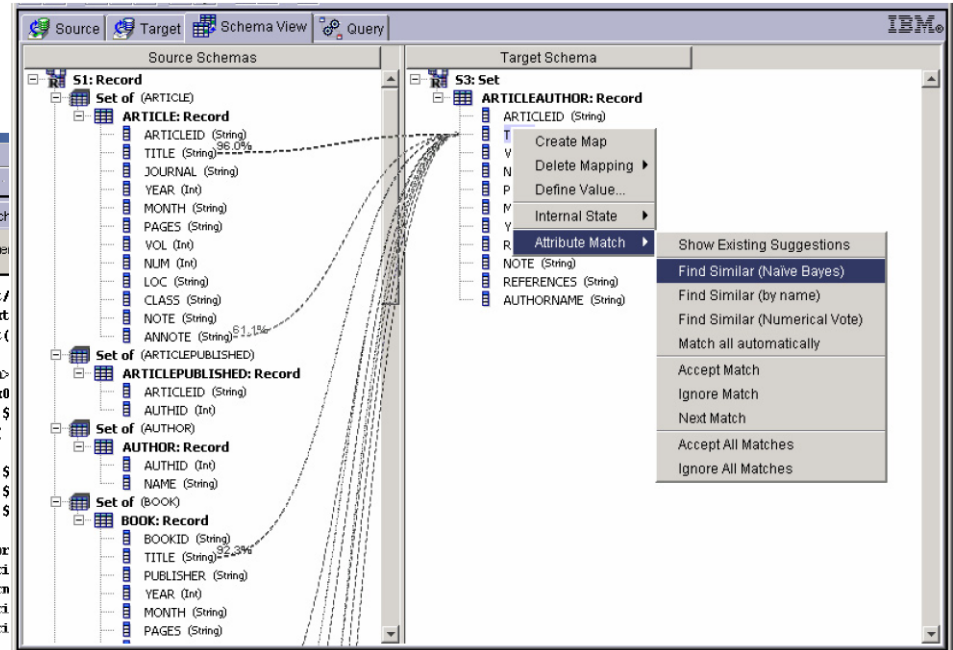 Source Target Schema View Query IBM
Source Schemas
S1: Record
Set of (ARTICLE)
ARTICLE: Record
ARTICLEID (String)
TITLE (String) 96.0%
JOURNAL (String)
YEAR (Int)
MONTH (String)
PAGES (String)
VOL (Int)
NUM (Int)
LOC (String)
CLASS (String)
NOTE (String)
ANNOTE (String) 61.1%
Set of (ARTICLEPUBLISHED)
ARTICLEPUBLISHED: Record
ARTICLEID (String)
AUTHID (Int)
Set of (AUTHOR)
AUTHOR: Record
AUTHID (Int)
NAME (String)
Set of (BOOK)
BOOK: Record
BOOKID (String)
TITLE (String) 92.3%
PUBLISHER (String)
YEAR (Int)
MONTH (String)
PAGES (String)
Target Schema
S3: Set
ARTICLEAUTHOR: Record
ARTICLEID (String)
T
V
N
P
M
Y
R
NOTE (String)
REFERENCES (String)
AUTHORNAME (String)
Create Map
Delete Mapping
Define Value...
Internal State
Attribute Match
Show Existing Suggestions
Find Similar (Naïve Bayes)
Find Similar (by name)
Find Similar (Numerical Vote)
Match all automatically
Accept Match
Ignore Match
Next Match
Accept All Matches
Ignore All Matches